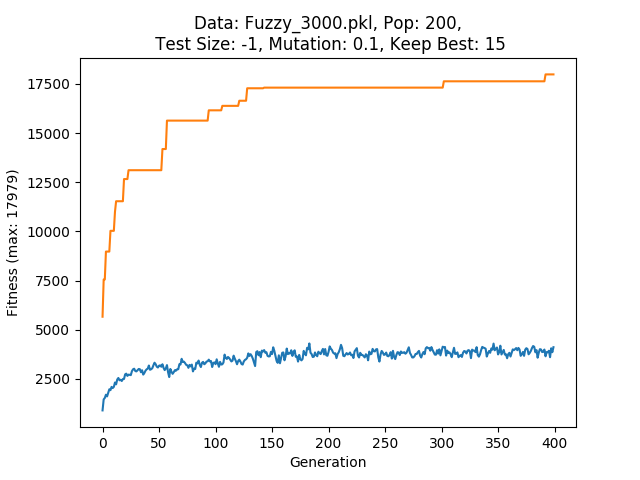 Data: Fuzzy_3000.pkl, Pop: 200,
Test Size: -1, Mutation: 0.1, Keep Best: 15
Fitness (max: 17979)
17500
15000
12500
10000
7500
5000
2500
0 50 100 150 200 250 300 350 400
Generation